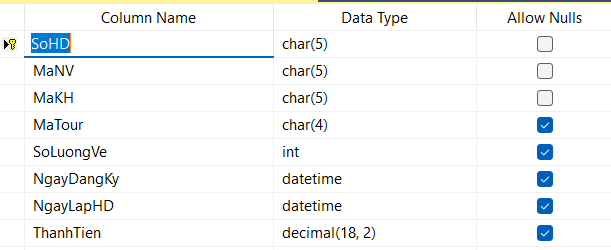 Column Name Data Type Allow Nulls
SoHD char(5)
MaNV char(5)
MaKH char(5)
MaTour char(4)
SoLuongVe int
NgayDangKy datetime
NgayLapHD datetime
ThanhTien decimal(18, 2)